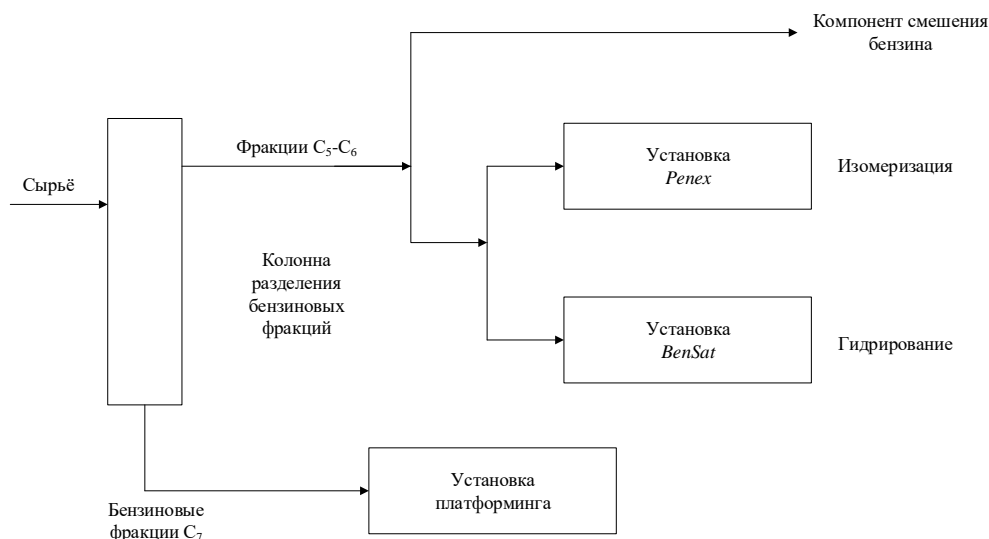 Компонент смешения
бензина
Фракции C₅-C₆
Установка
Penex
Изомеризация
Сырьё
Колонна
разделения
бензиновых
фракций
Установка
BenSat
Гидрирование
Установка
платформинга
Бензиновые
фракции C₇